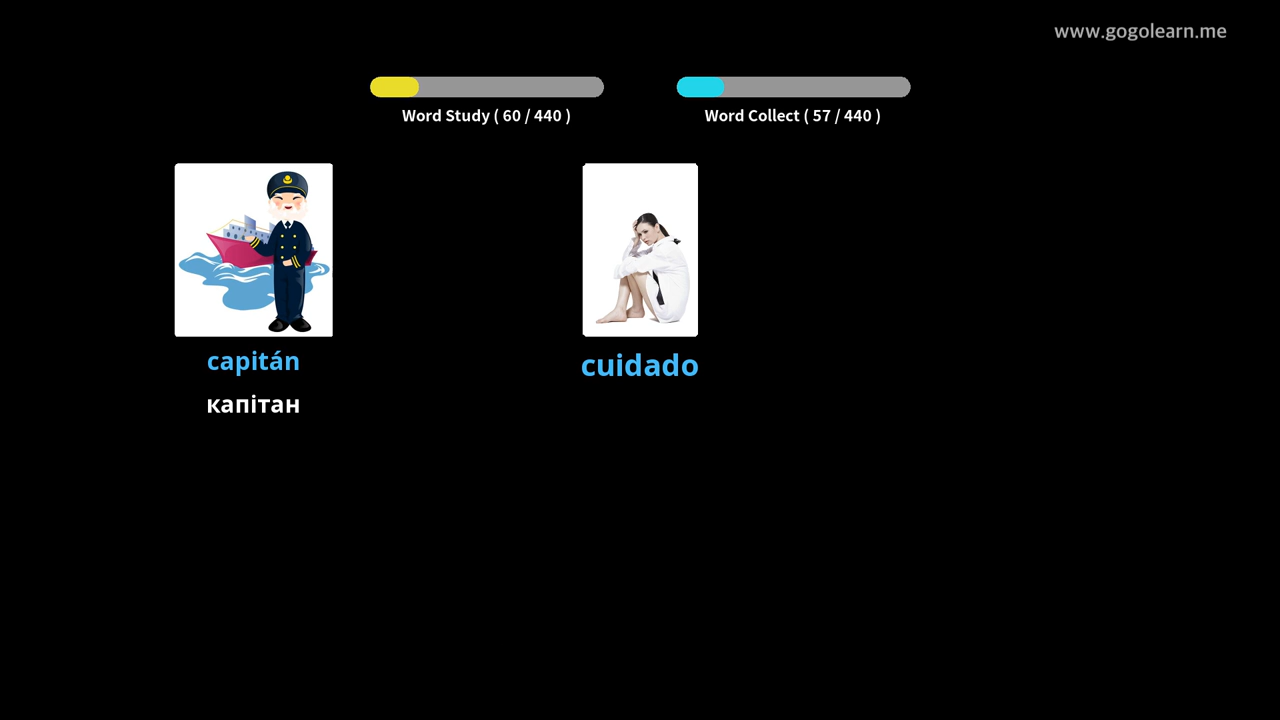 www.gogolearn.me
Word Study ( 60 / 440 )
Word Collect ( 57 / 440 )
capitán
капітан
cuidado